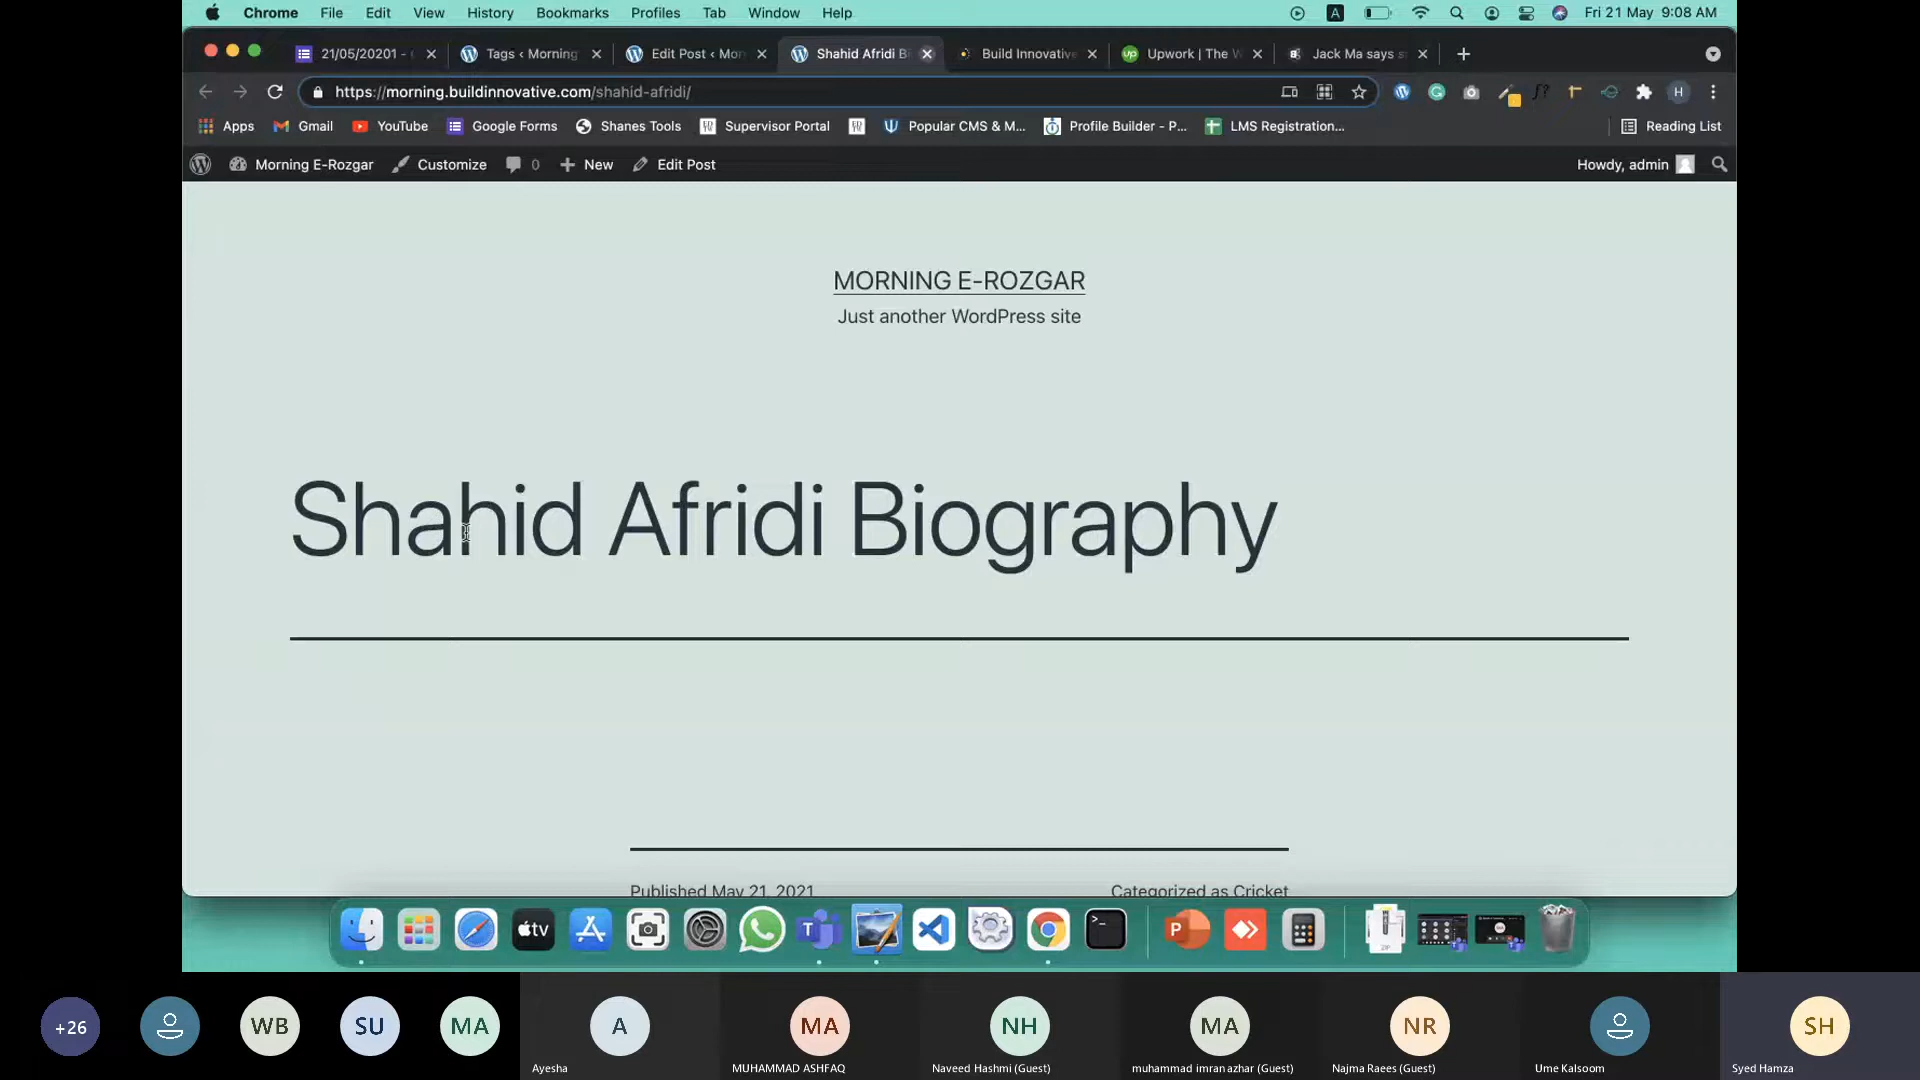 Chrome File Edit View History Bookmarks Profiles Tab Window Help A Fri 21 May 9:08 AM
21/05/20201 - Tags ‹ Morning Edit Post ‹ Mor Shahid Afridi B Build Innovative Upwork | The W Jack Ma says s
https://morning.buildinnovative.com/shahid-afridi/ H
Apps Gmail YouTube Google Forms Shanes Tools Supervisor Portal Popular CMS & M... Profile Builder - P... LMS Registration... Reading List
Morning E-Rozgar Customize 0 New Edit Post Howdy, admin
MORNING E-ROZGAR
Just another WordPress site
Shahid Afridi Biography
Published May 21, 2021 Categorized as Cricket
tv T P ZIP
+26 WB SU MA A MA NH MA NR SH
Ayesha MUHAMMAD ASHFAQ Naveed Hashmi (Guest) muhammad imran azhar (Guest) Najma Raees (Guest) Ume Kalsoom Syed Hamza